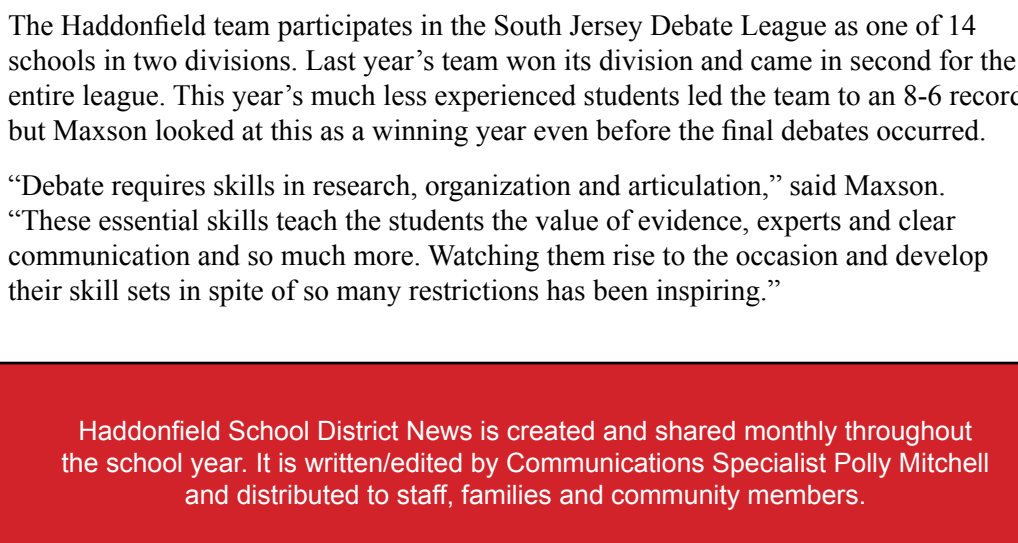 The Haddonfield team participates in the South Jersey Debate League as one of 14
schools in two divisions. Last year’s team won its division and came in second for the
entire league. This year’s much less experienced students led the team to an 8-6 record
but Maxson looked at this as a winning year even before the final debates occurred.
“Debate requires skills in research, organization and articulation,” said Maxson.
“These essential skills teach the students the value of evidence, experts and clear
communication and so much more. Watching them rise to the occasion and develop
their skill sets in spite of so many restrictions has been inspiring.”
Haddonfield School District News is created and shared monthly throughout
the school year. It is written/edited by Communications Specialist Polly Mitchell
and distributed to staff, families and community members.